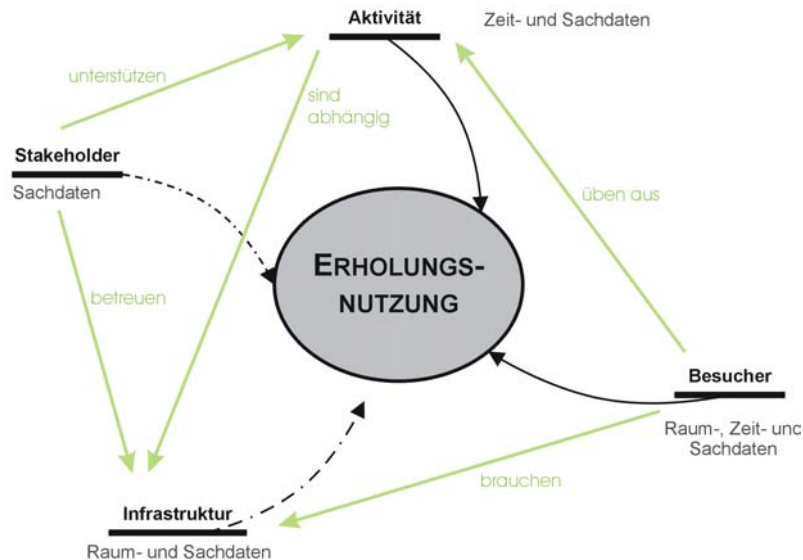 Aktivität
Zeit- und Sachdaten
unterstützen
sind
abhängig
Stakeholder
Sachdaten
üben aus
ERHOLUNGS-
NUTZUNG
betreuen
Besucher
Raum-, Zeit- und
Sachdaten
brauchen
Infrastruktur
Raum- und Sachdaten